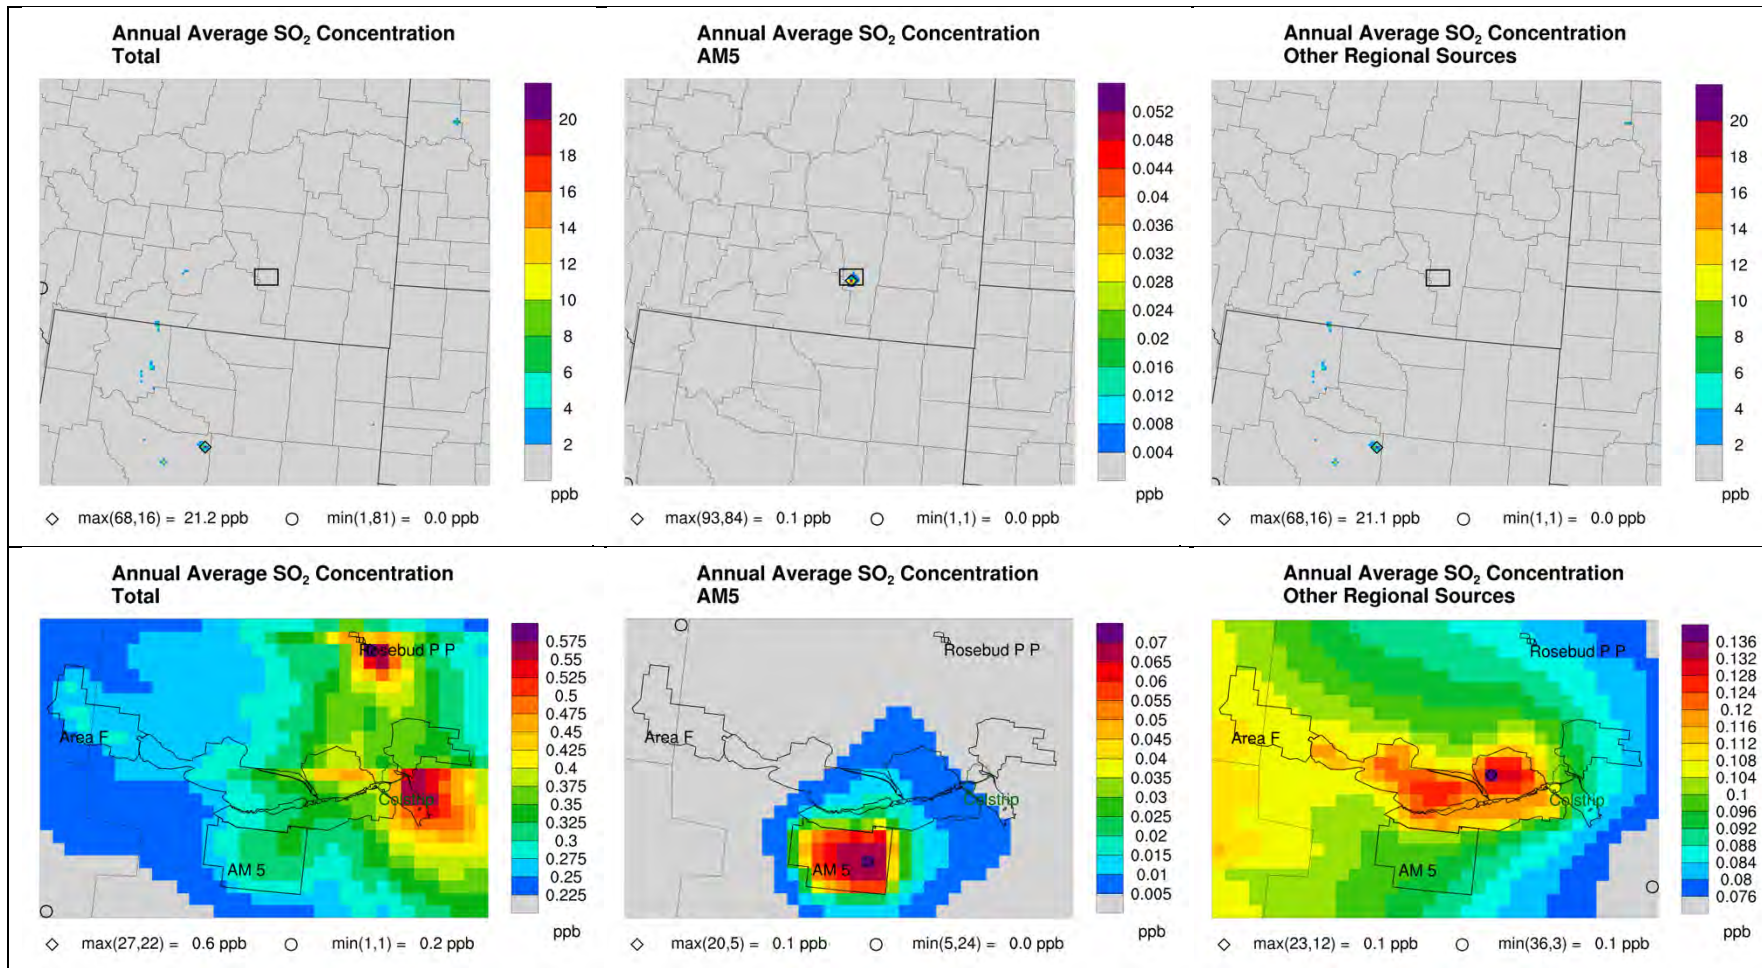 Annual Average SO₂ Concentration
Total
20
18
16
14
12
10
8
6
4
2
ppb
max(68,16) = 21.2 ppb
min(1,81) = 0.0 ppb
Annual Average SO₂ Concentration
AM5
0.052
0.048
0.044
0.04
0.036
0.032
0.028
0.024
0.02
0.016
0.012
0.008
0.004
ppb
max(93,84) = 0.1 ppb
min(1,1) = 0.0 ppb
Annual Average SO₂ Concentration
Other Regional Sources
20
18
16
14
12
10
8
6
4
2
ppb
max(68,16) = 21.1 ppb
min(1,1) = 0.0 ppb
Annual Average SO₂ Concentration
Total
Rosebud P P
Area F
Colstrip
AM 5
0.575
0.55
0.525
0.5
0.475
0.45
0.425
0.4
0.375
0.35
0.325
0.3
0.275
0.25
0.225
ppb
max(27,22) = 0.6 ppb
min(1,1) = 0.2 ppb
Annual Average SO₂ Concentration
AM5
Rosebud P P
Area F
Colstrip
AM 5
0.07
0.065
0.06
0.055
0.05
0.045
0.04
0.035
0.03
0.025
0.02
0.015
0.01
0.005
ppb
max(20,5) = 0.1 ppb
min(5,24) = 0.0 ppb
Annual Average SO₂ Concentration
Other Regional Sources
Rosebud P P
Area F
Colstrip
AM 5
0.136
0.132
0.128
0.124
0.12
0.116
0.112
0.108
0.104
0.1
0.096
0.092
0.088
0.084
0.08
0.076
ppb
max(23,12) = 0.1 ppb
min(36,3) = 0.1 ppb